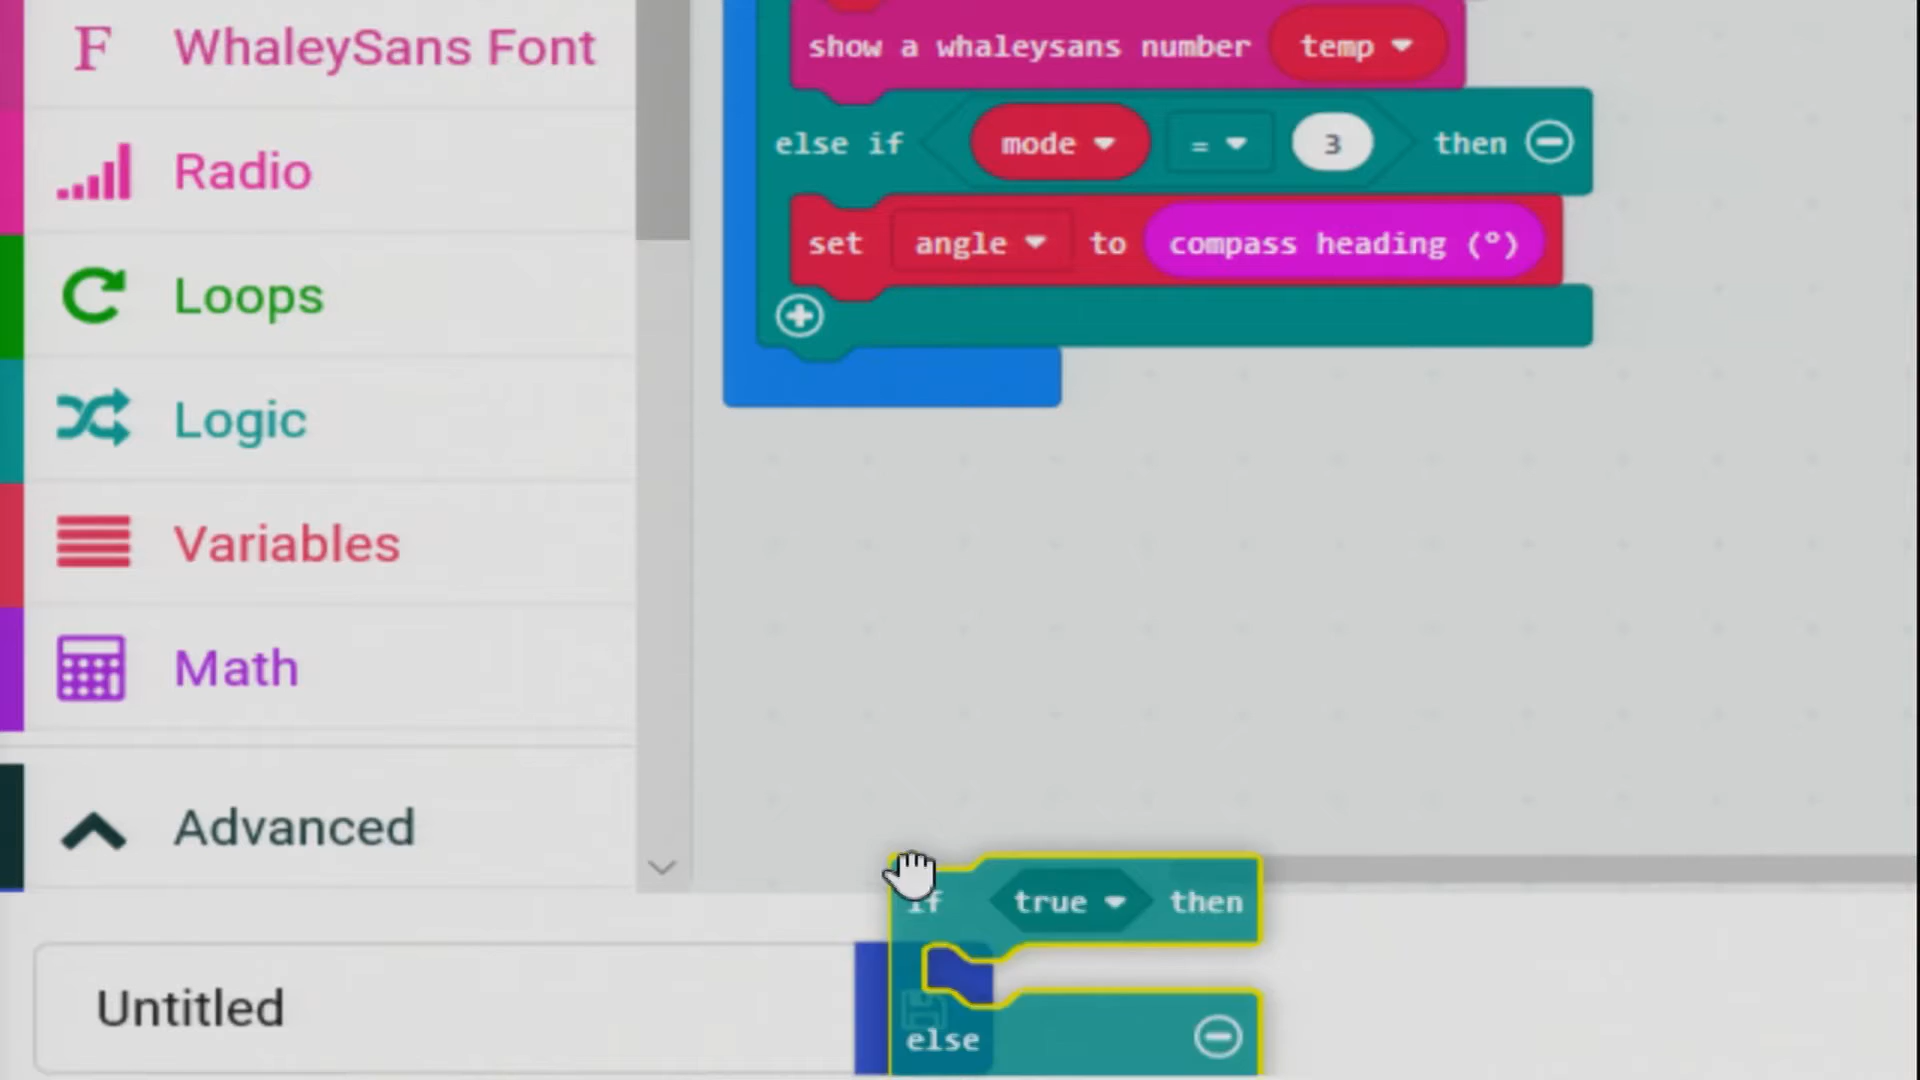 F WhaleySans Font
Radio
Loops
Logic
Variables
Math
Advanced
Untitled
show a whaleysans number temp
else if mode = 3 then
set angle to compass heading (°)
if true then
else